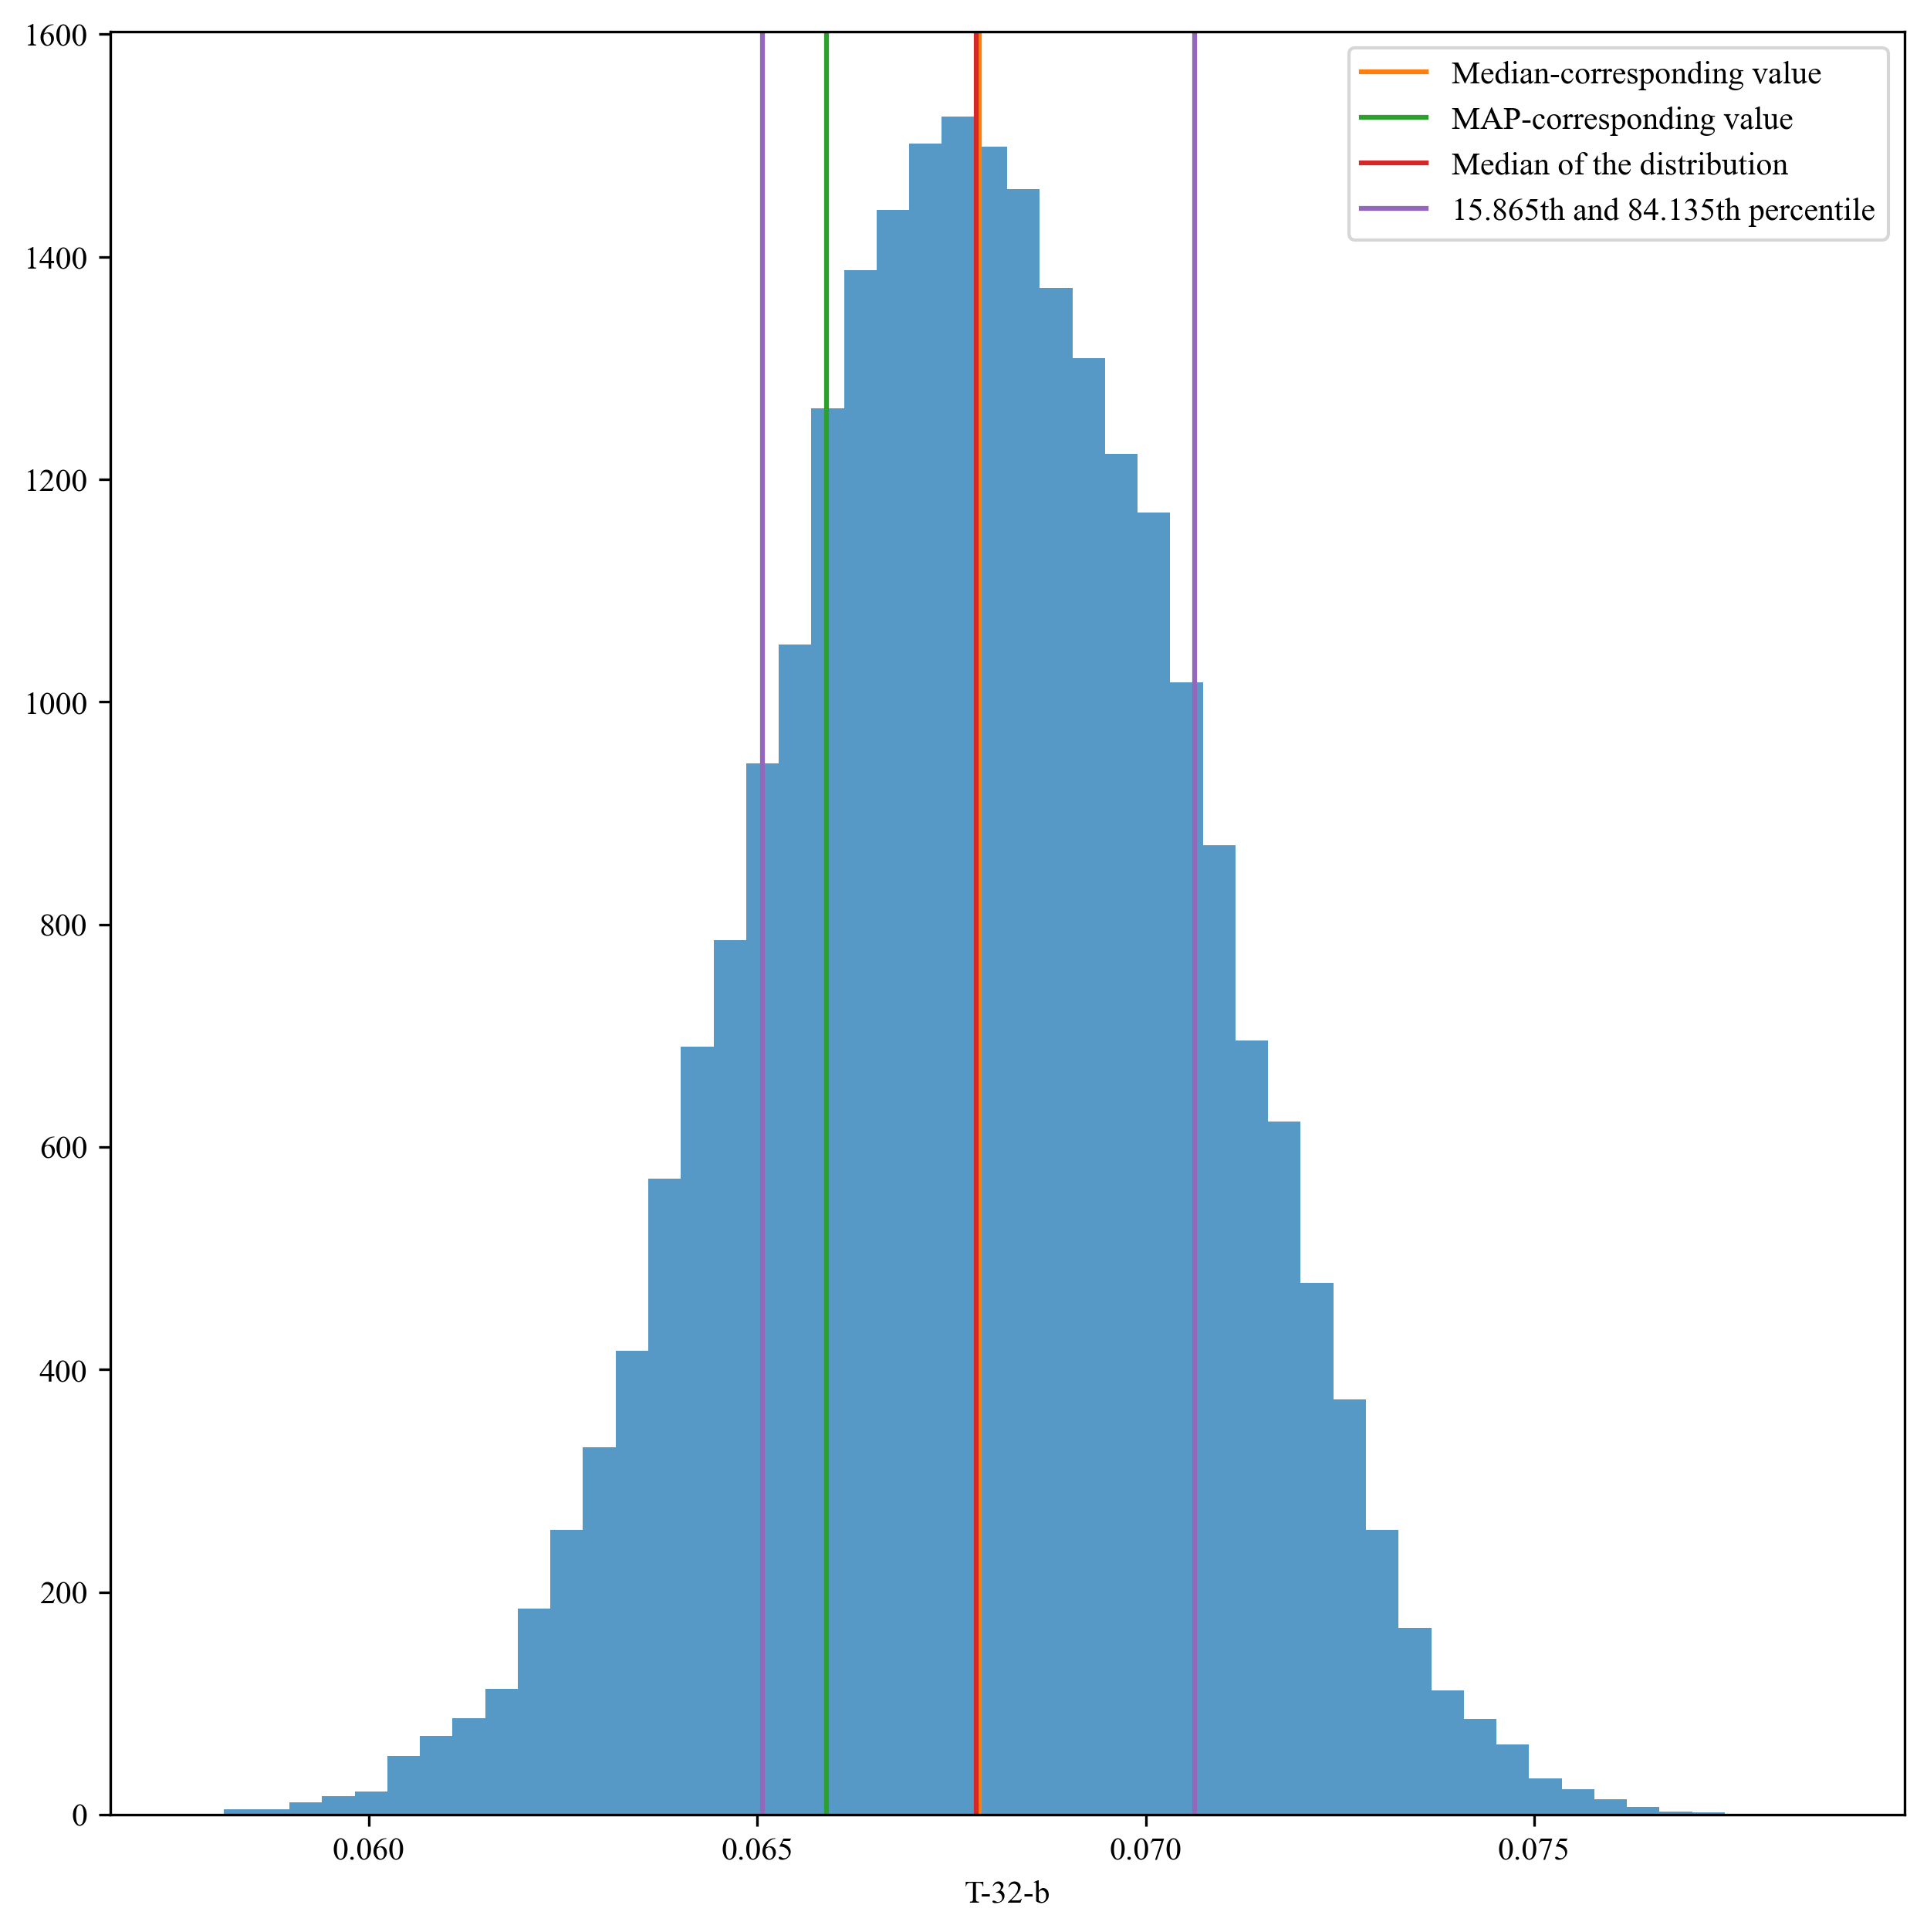 1600
1400
1200
1000
800
600
400
200
0
Median-corresponding value
MAP-corresponding value
Median of the distribution
15.865th and 84.135th percentile
0.060 0.065 0.070 0.075
T-32-b